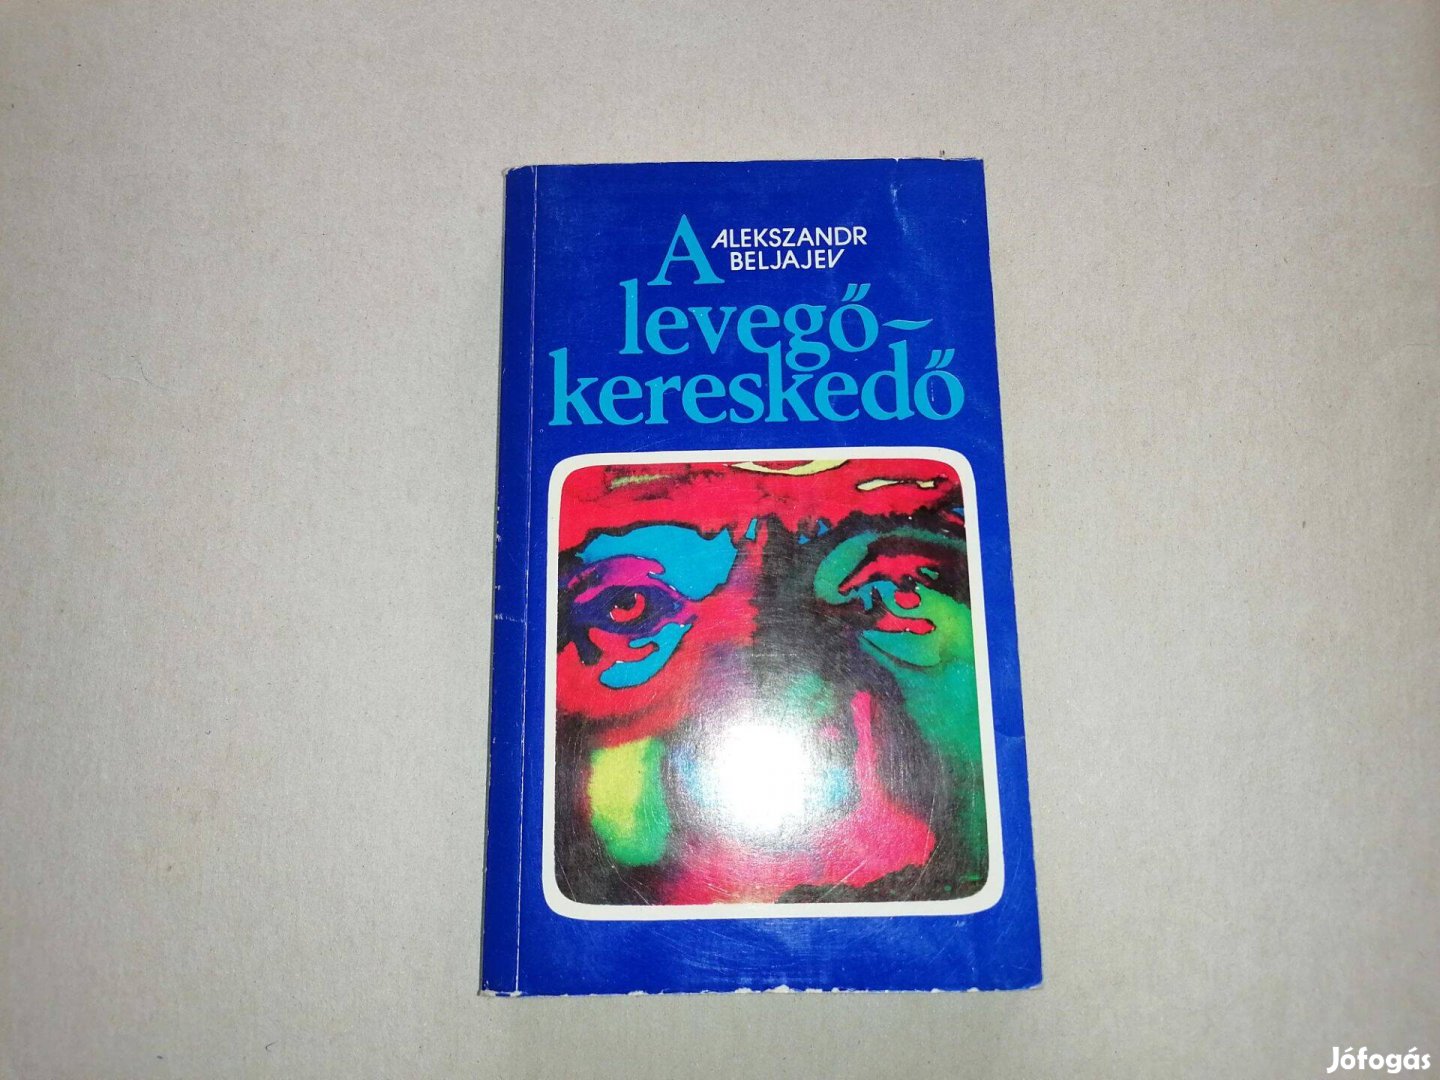 ALEKSZANDR
BELJAJEV
A
levegő-
kereskedő
Jófogás